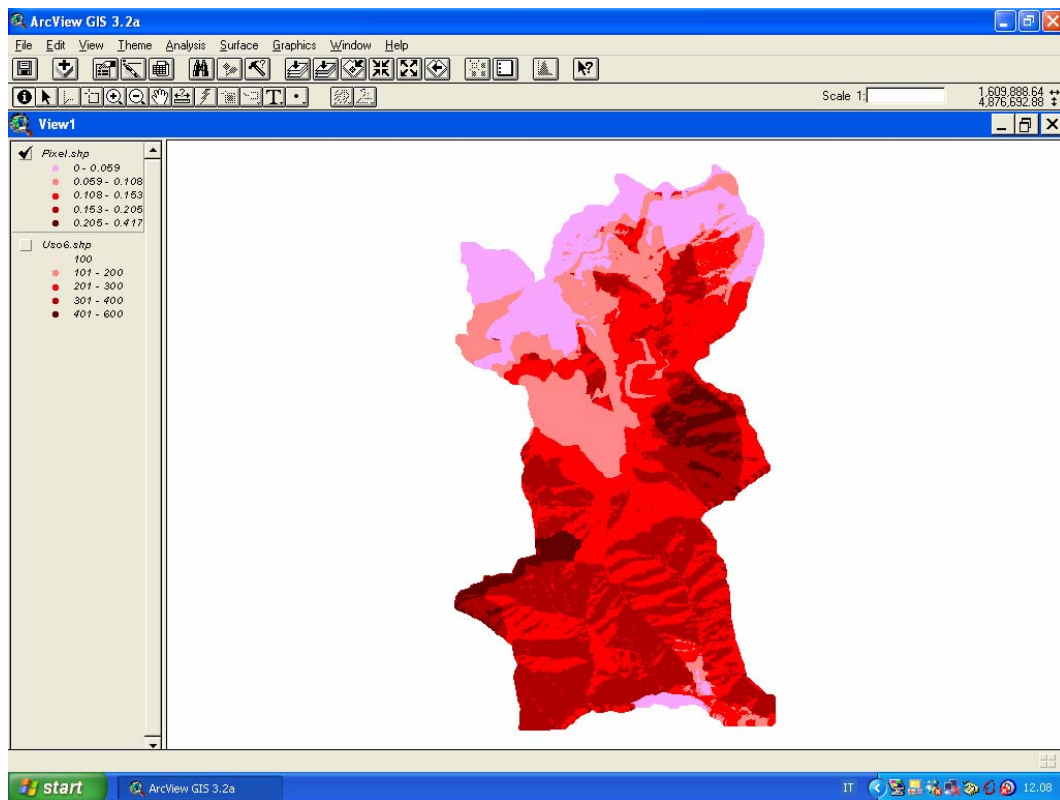 ArcView GIS 3.2a
File Edit View Theme Analysis Surface Graphics Window Help
T
Scale 1:
1,609,888.64
4,876,692.88
View1
Pixel.shp
0 - 0.059
0.059 - 0.108
0.108 - 0.153
0.153 - 0.205
0.205 - 0.417
Uso6.shp
100
101 - 200
201 - 300
301 - 400
401 - 600
start
ArcView GIS 3.2a
IT
12.08